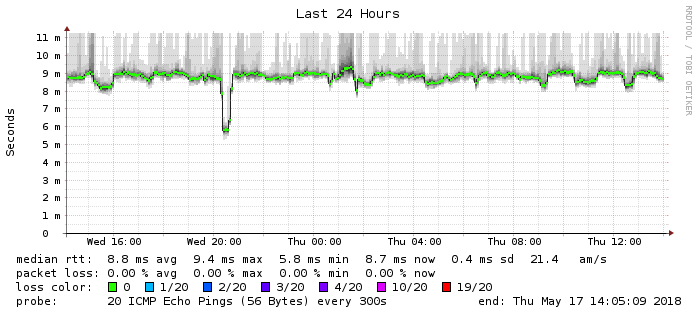 Last 24 Hours
RRDTOOL / TOBI OETIKER
Seconds
11 m
10 m
9 m
8 m
7 m
6 m
5 m
4 m
3 m
2 m
1 m
0
Wed 16:00 Wed 20:00 Thu 00:00 Thu 04:00 Thu 08:00 Thu 12:00
median rtt: 8.8 ms avg 9.4 ms max 5.8 ms min 8.7 ms now 0.4 ms sd 21.4 am/s
packet loss: 0.00 % avg 0.00 % max 0.00 % min 0.00 % now
loss color: 0 1/20 2/20 3/20 4/20 10/20 19/20
probe: 20 ICMP Echo Pings (56 Bytes) every 300s end: Thu May 17 14:05:09 2018